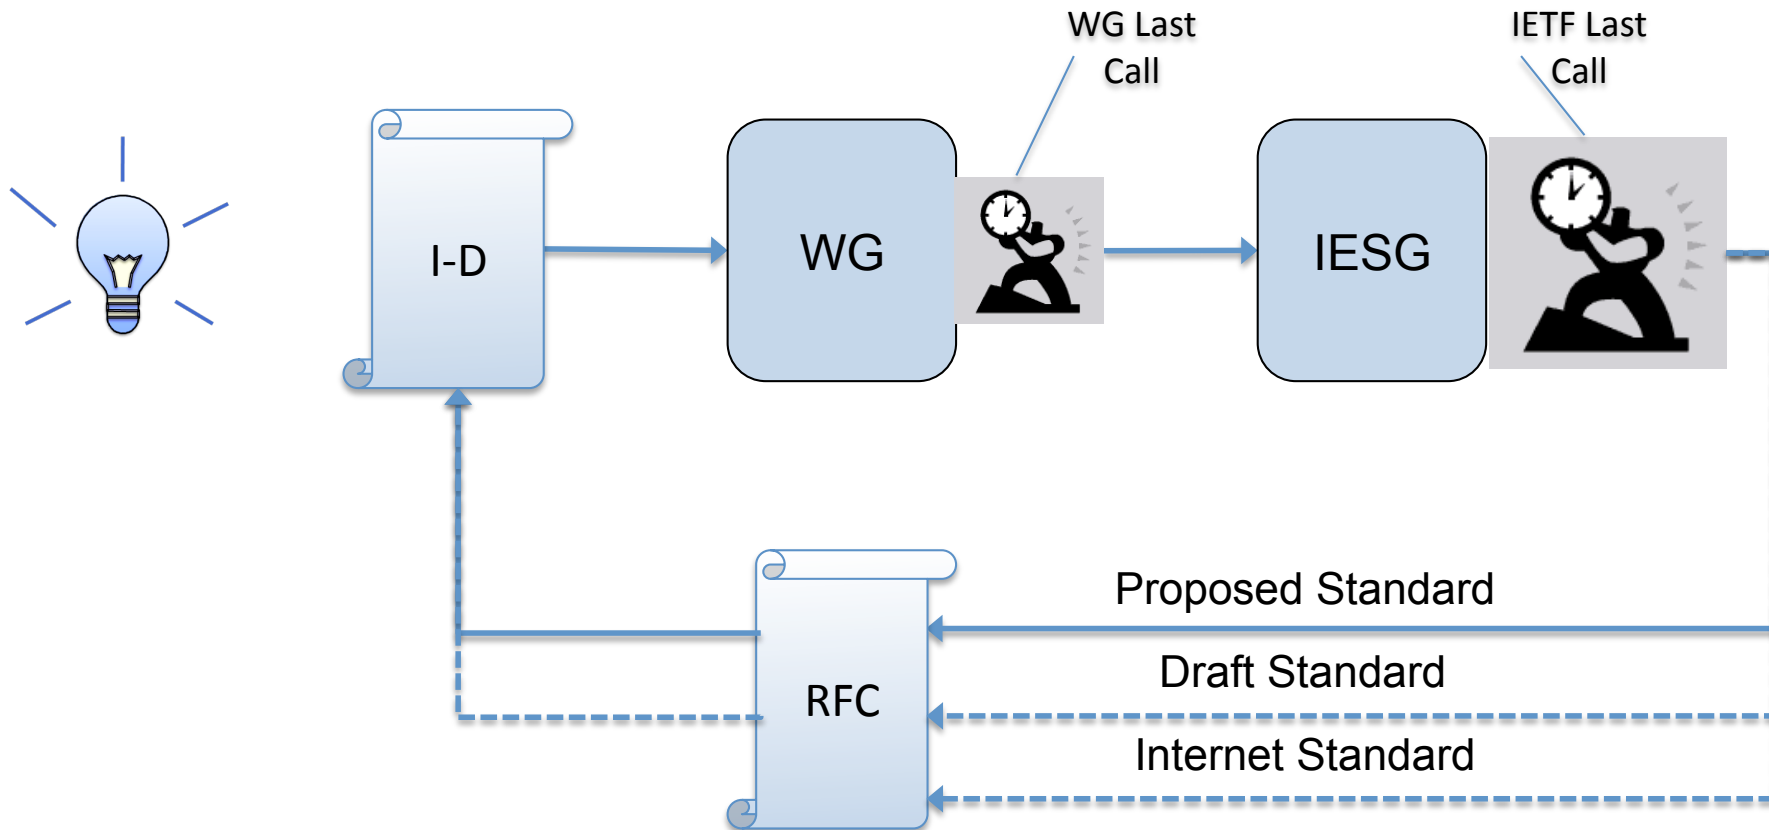 WG Last
Call
IETF Last
Call
I-D
WG
IESG
Proposed Standard
Draft Standard
RFC
Internet Standard